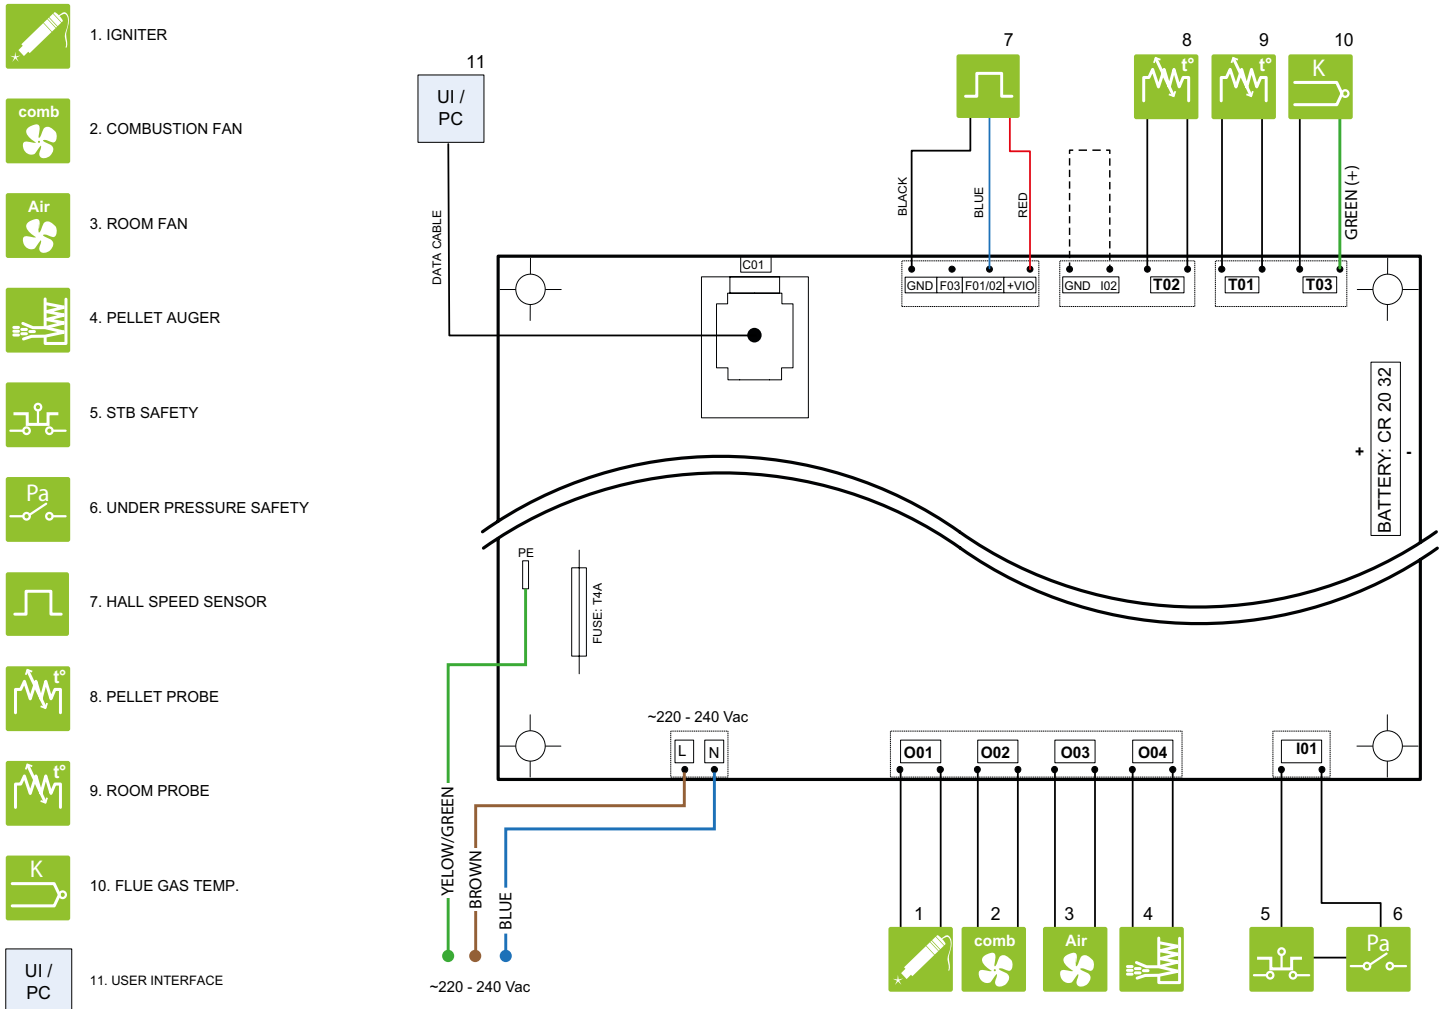 1. IGNITER
comb
2. COMBUSTION FAN
Air
3. ROOM FAN
4. PELLET AUGER
5. STB SAFETY
Pa
6. UNDER PRESSURE SAFETY
7. HALL SPEED SENSOR
t°
8. PELLET PROBE
t°
9. ROOM PROBE
K
10. FLUE GAS TEMP.
UI /
PC
11. USER INTERFACE
11
UI /
PC
DATA CABLE
7
8
9
10
t°
t°
K
BLACK
BLUE
RED
GREEN (+)
C01
GND F03 F01/02 +VIO
GND I02
T02
T01
T03
BATTERY: CR 20 32
+
-
PE
FUSE: T4A
~220 - 240 Vac
L
N
O01
O02
O03
O04
I01
YELOW/GREEN
BROWN
BLUE
~220 - 240 Vac
1
2
3
4
5
6
comb
Air
Pa